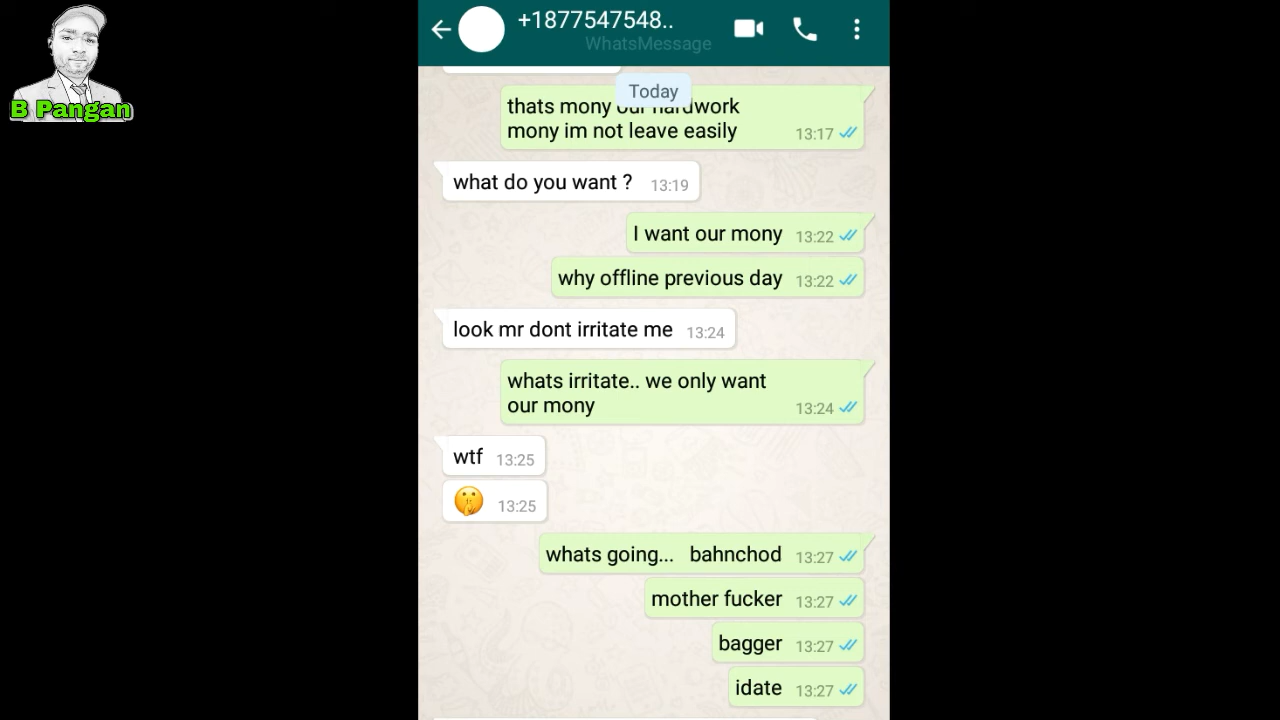 B Pangan
+1877547548..
WhatsMessage
Today
thats mony our hardwork
mony im not leave easily 13:17
what do you want ? 13:19
I want our mony 13:22
why offline previous day 13:22
look mr dont irritate me 13:24
whats irritate.. we only want
our mony 13:24
wtf 13:25
🤫 13:25
whats going... bahnchod 13:27
mother fucker 13:27
bagger 13:27
idate 13:27